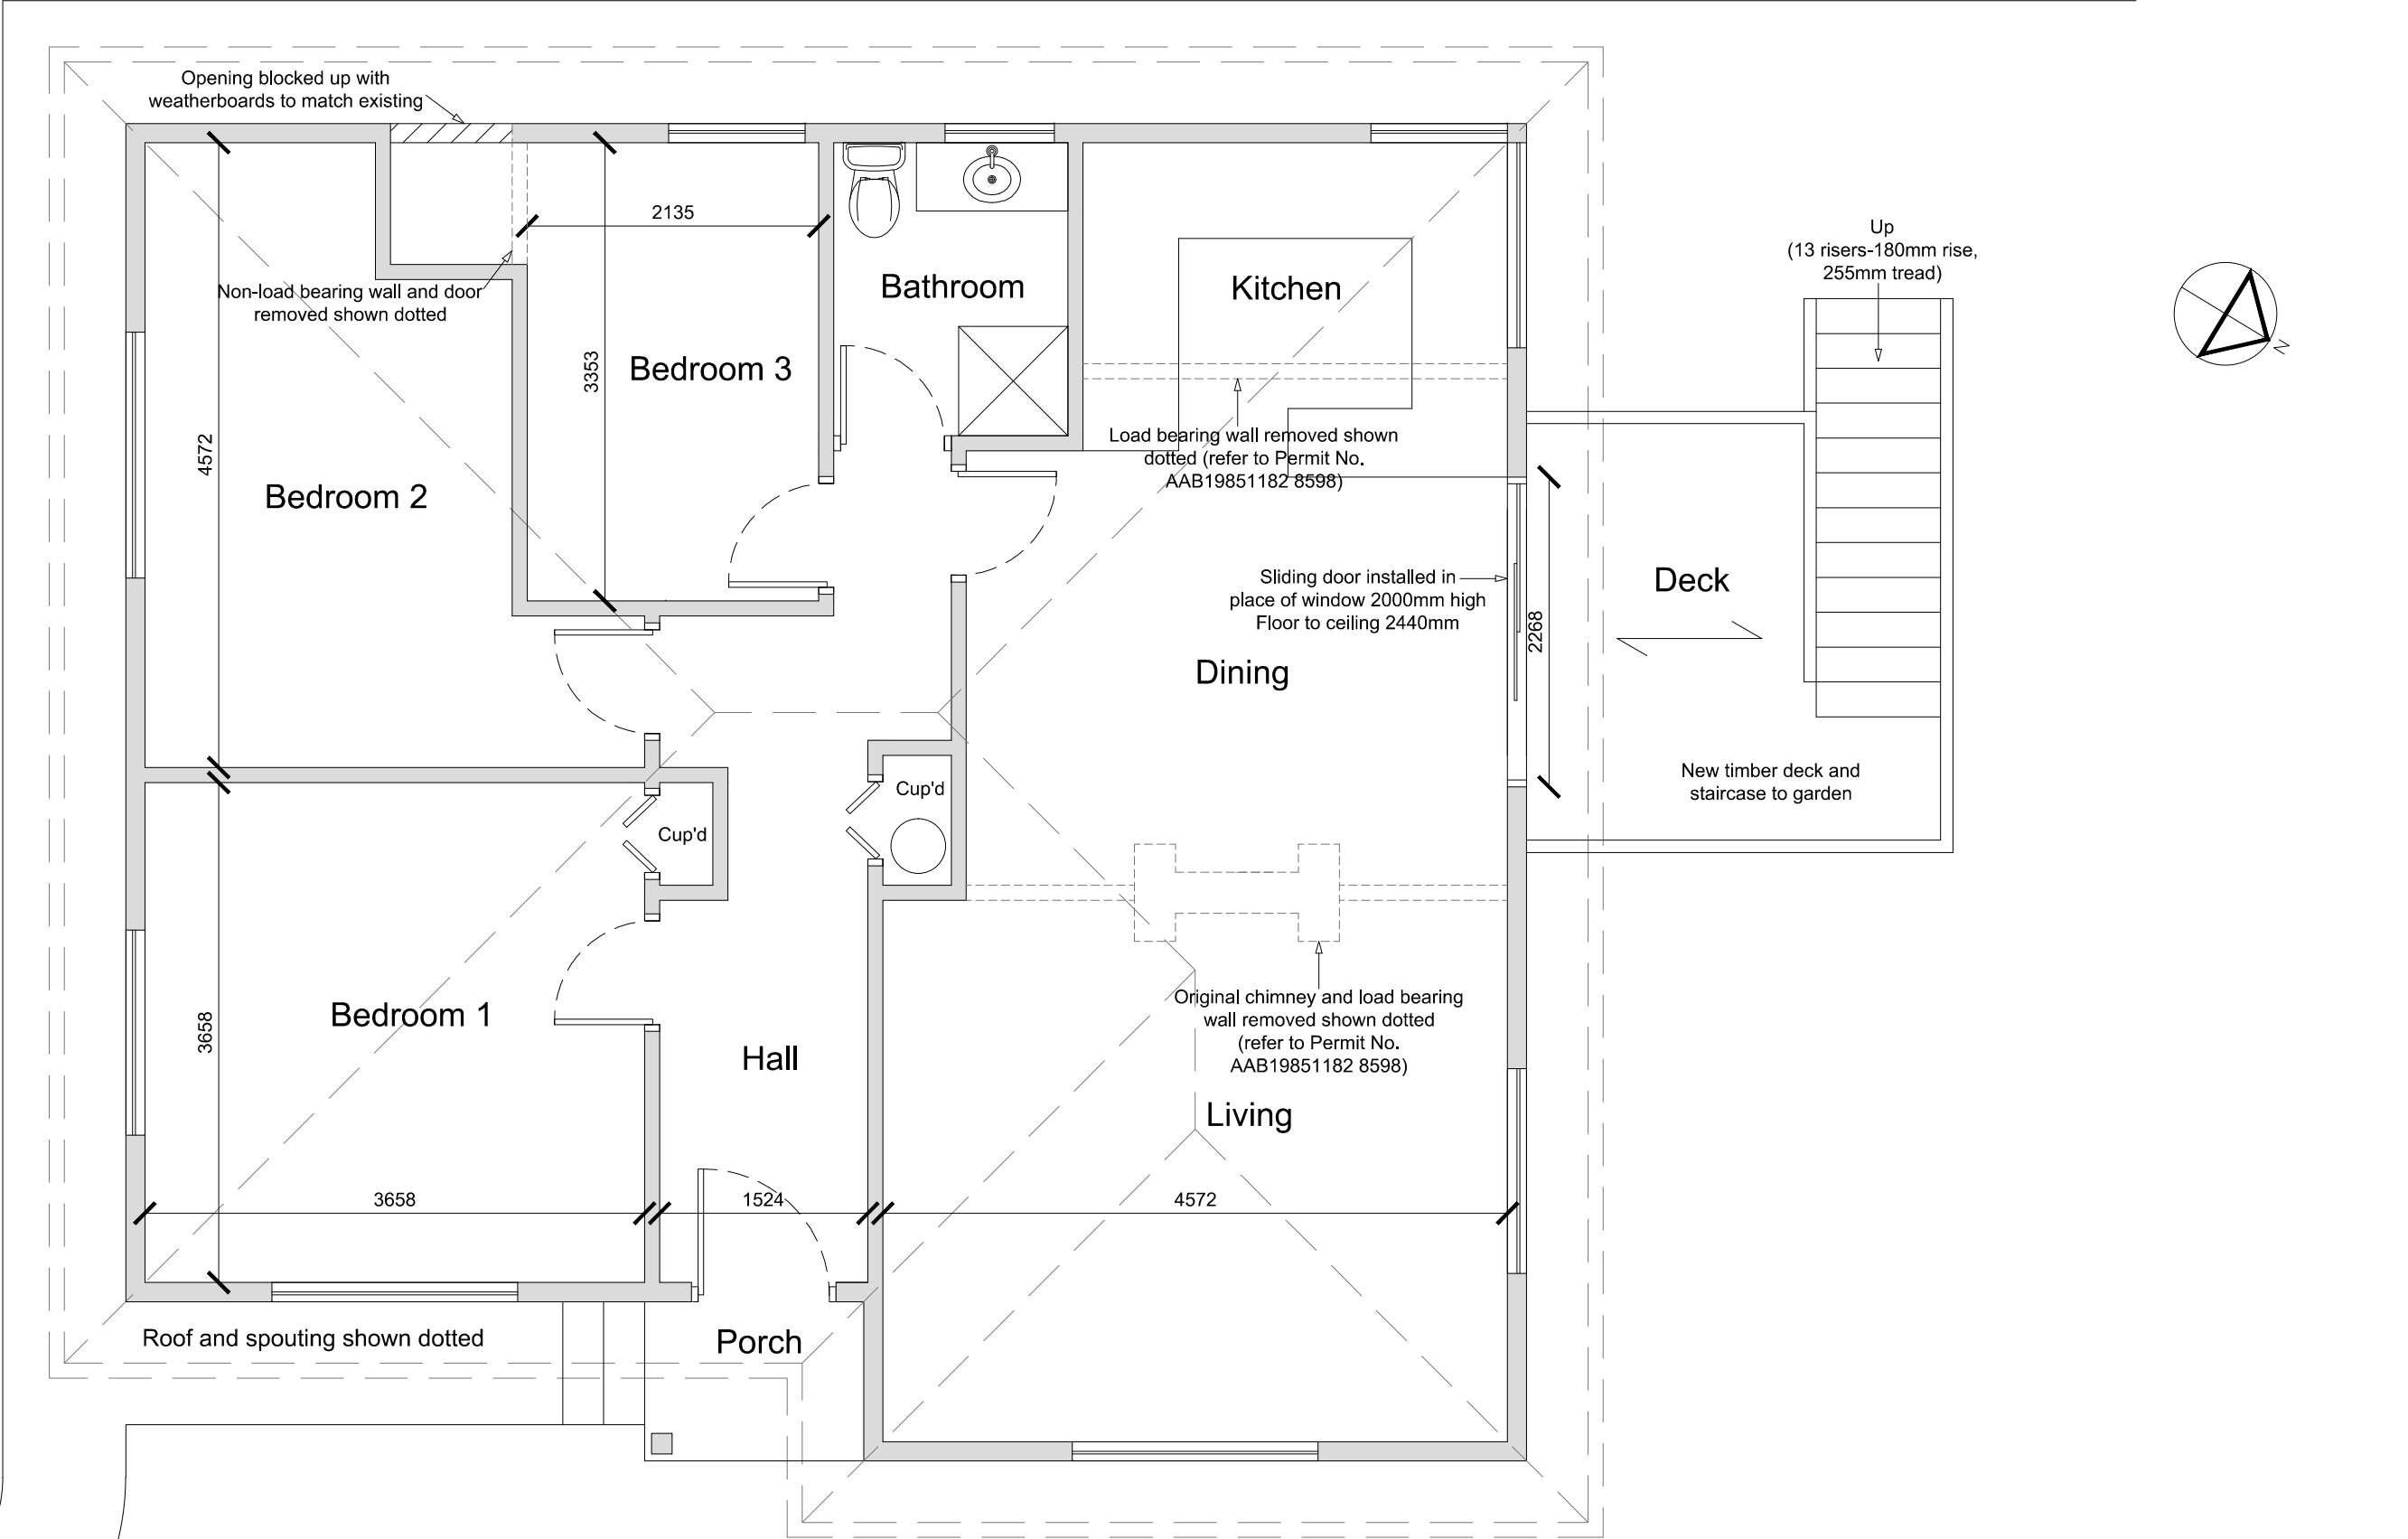 Opening blocked up with
weatherboards to match existing
2135
Up
(13 risers-180mm rise,
255mm tread)
Non-load bearing wall and door
removed shown dotted
Bathroom
Kitchen
N
3353
Bedroom 3
4572
Bedroom 2
Load bearing wall removed shown
dotted (refer to Permit No.
AAB19851182 8598)
Sliding door installed in
place of window 2000mm high
Floor to ceiling 2440mm
2268
Deck
Dining
New timber deck and
staircase to garden
Cup'd
Cup'd
Original chimney and load bearing
wall removed shown dotted
(refer to Permit No.
AAB19851182 8598)
3658
Bedroom 1
Hall
Living
3658
1524
4572
Roof and spouting shown dotted
Porch